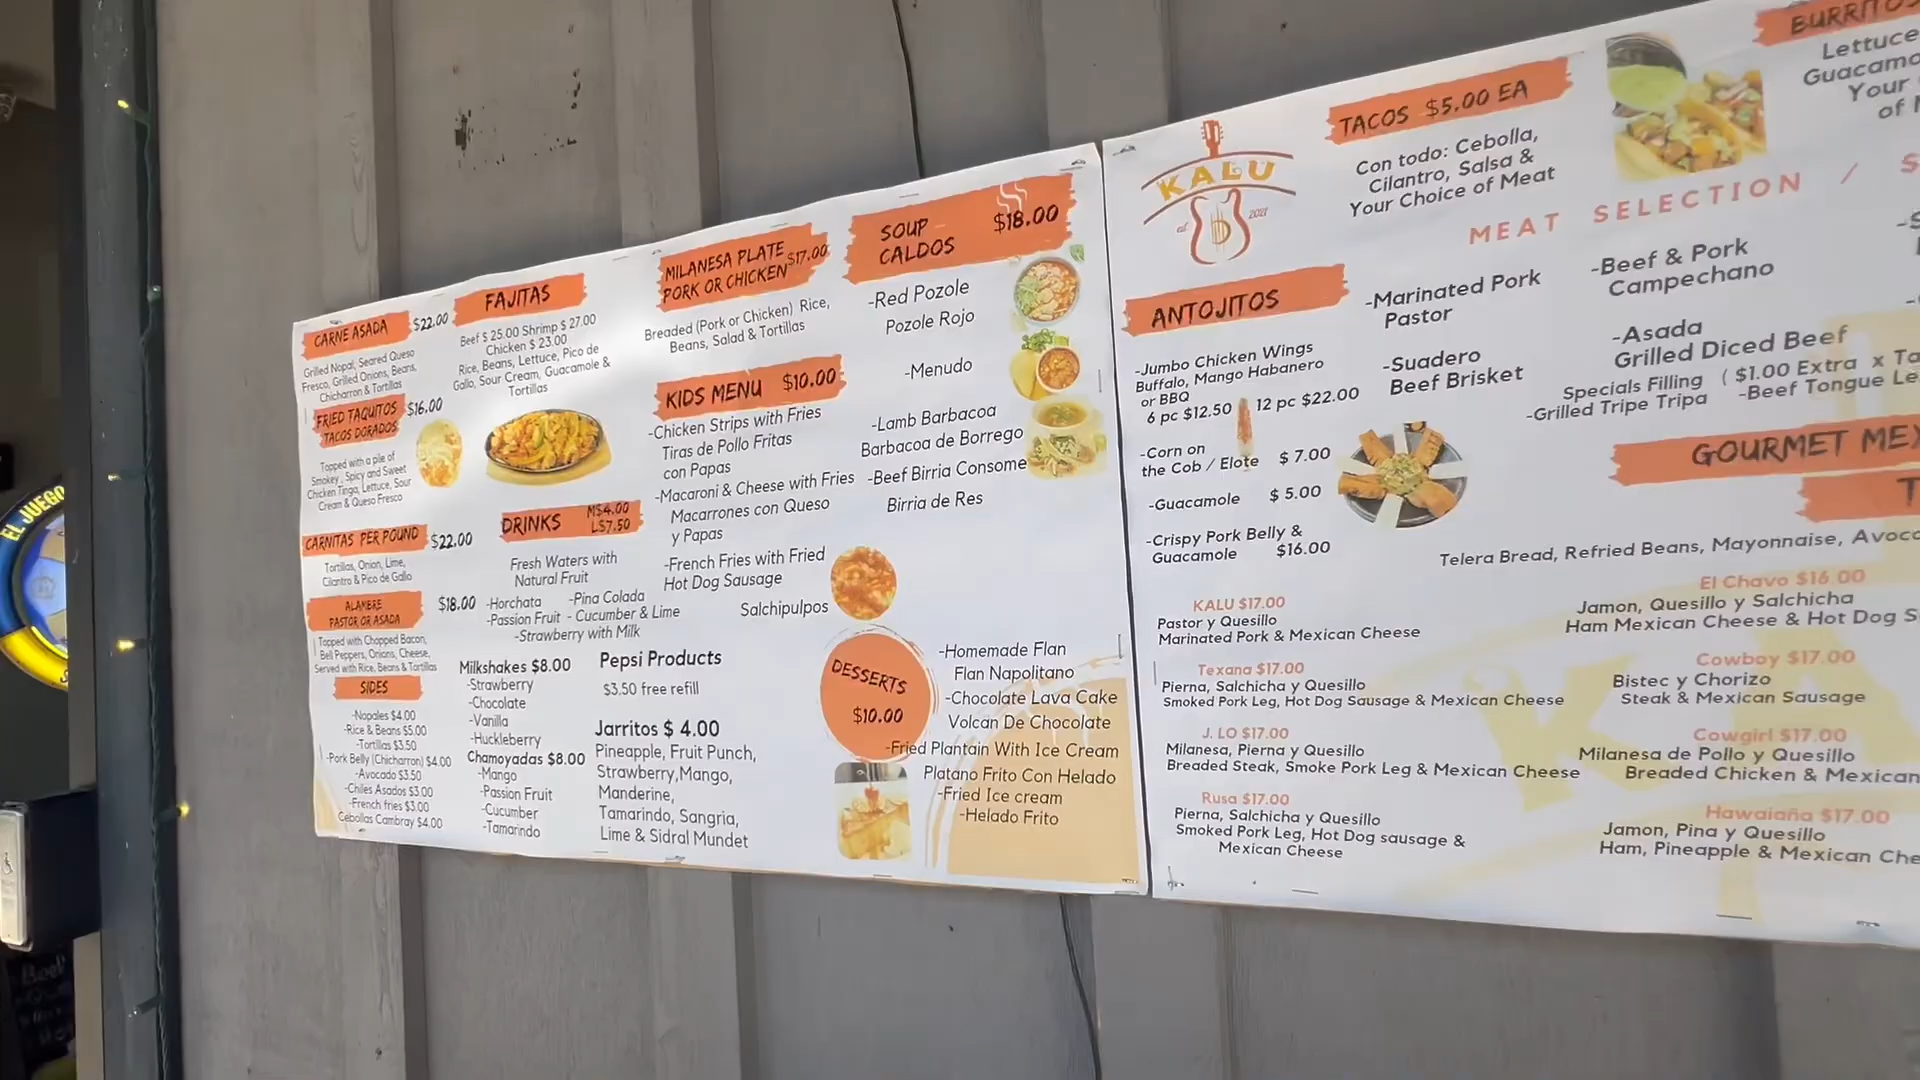 CARNE ASADA $22.00
Grilled Nopal, Seared Queso
Fresco, Grilled Onions, Beans,
Chicharron & Tortillas
FRIED TAQUITOS $16.00
TACOS DORADOS
Topped with a pile of
Smokey, Spicy and Sweet
Chicken Tinga, Lettuce, Sour
Cream & Queso Fresco
CARNITAS PER POUND $22.00
Tortillas, Onion, Lime,
Cilantro & Pico de Gallo
ALAMBRE $18.00
PASTOR OR ASADA
Topped with Chopped Bacon,
Bell Peppers, Onions, Cheese,
Served with Rice, Beans & Tortillas
SIDES
-Nopales $4.00
-Rice & Beans $5.00
-Tortillas $3.50
-Pork Belly (Chicharron) $4.00
-Avocado $3.50
-Chiles Asados $3.00
-French fries $3.00
Cebollas Cambray $4.00
FAJITAS
Beef $ 25.00 Shrimp $ 27.00
Chicken $ 23.00
Rice, Beans, Lettuce, Pico de
Gallo, Sour Cream, Guacamole &
Tortillas
DRINKS M$4.00
L$7.50
Fresh Waters with
Natural Fruit
-Horchata -Pina Colada
-Passion Fruit - Cucumber & Lime
-Strawberry with Milk
Milkshakes $8.00
-Strawberry
-Chocolate
-Vanilla
-Huckleberry
Chamoyadas $8.00
-Mango
-Passion Fruit
-Cucumber
-Tamarindo
Pepsi Products
$3.50 free refill
Jarritos $ 4.00
Pineapple, Fruit Punch,
Strawberry,Mango,
Manderine,
Tamarindo, Sangria,
Lime & Sidral Mundet
MILANESA PLATE
PORK OR CHICKEN $17.00
Breaded (Pork or Chicken) Rice,
Beans, Salad & Tortillas
KIDS MENU $10.00
-Chicken Strips with Fries
Tiras de Pollo Fritas
con Papas
-Macaroni & Cheese with Fries
Macarrones con Queso
y Papas
-French Fries with Fried
Hot Dog Sausage
Salchipulpos
SOUP $18.00
CALDOS
-Red Pozole
Pozole Rojo
-Menudo
-Lamb Barbacoa
Barbacoa de Borrego
-Beef Birria Consome
Birria de Res
DESSERTS
$10.00
-Homemade Flan
Flan Napolitano
-Chocolate Lava Cake
Volcan De Chocolate
-Fried Plantain With Ice Cream
Platano Frito Con Helado
-Fried Ice cream
-Helado Frito
KALU
est 2021
TACOS $5.00 EA
Con todo: Cebolla,
Cilantro, Salsa &
Your Choice of Meat
BURRITOS
Lettuce
Guacamo
Your
of M
MEAT SELECTION / S
-Marinated Pork
Pastor
-Suadero
Beef Brisket
-Beef & Pork
Campechano
-Asada
Grilled Diced Beef
Specials Filling ( $1.00 Extra x Ta
-Grilled Tripe Tripa -Beef Tongue Le
ANTOJITOS
-Jumbo Chicken Wings
Buffalo, Mango Habanero
or BBQ
6 pc $12.50 12 pc $22.00
-Corn on
the Cob / Elote $ 7.00
-Guacamole $ 5.00
-Crispy Pork Belly &
Guacamole $16.00
GOURMET MEX
T
Telera Bread, Refried Beans, Mayonnaise, Avoca
KALU $17.00
Pastor y Quesillo
Marinated Pork & Mexican Cheese
Texana $17.00
Pierna, Salchicha y Quesillo
Smoked Pork Leg, Hot Dog Sausage & Mexican Cheese
J. LO $17.00
Milanesa, Pierna y Quesillo
Breaded Steak, Smoke Pork Leg & Mexican Cheese
Rusa $17.00
Pierna, Salchicha y Quesillo
Smoked Pork Leg, Hot Dog sausage &
Mexican Cheese
El Chavo $16.00
Jamon, Quesillo y Salchicha
Ham Mexican Cheese & Hot Dog S
Cowboy $17.00
Bistec y Chorizo
Steak & Mexican Sausage
Cowgirl $17.00
Milanesa de Pollo y Quesillo
Breaded Chicken & Mexican
Hawaiaña $17.00
Jamon, Pina y Quesillo
Ham, Pineapple & Mexican Che
EL JUEGO